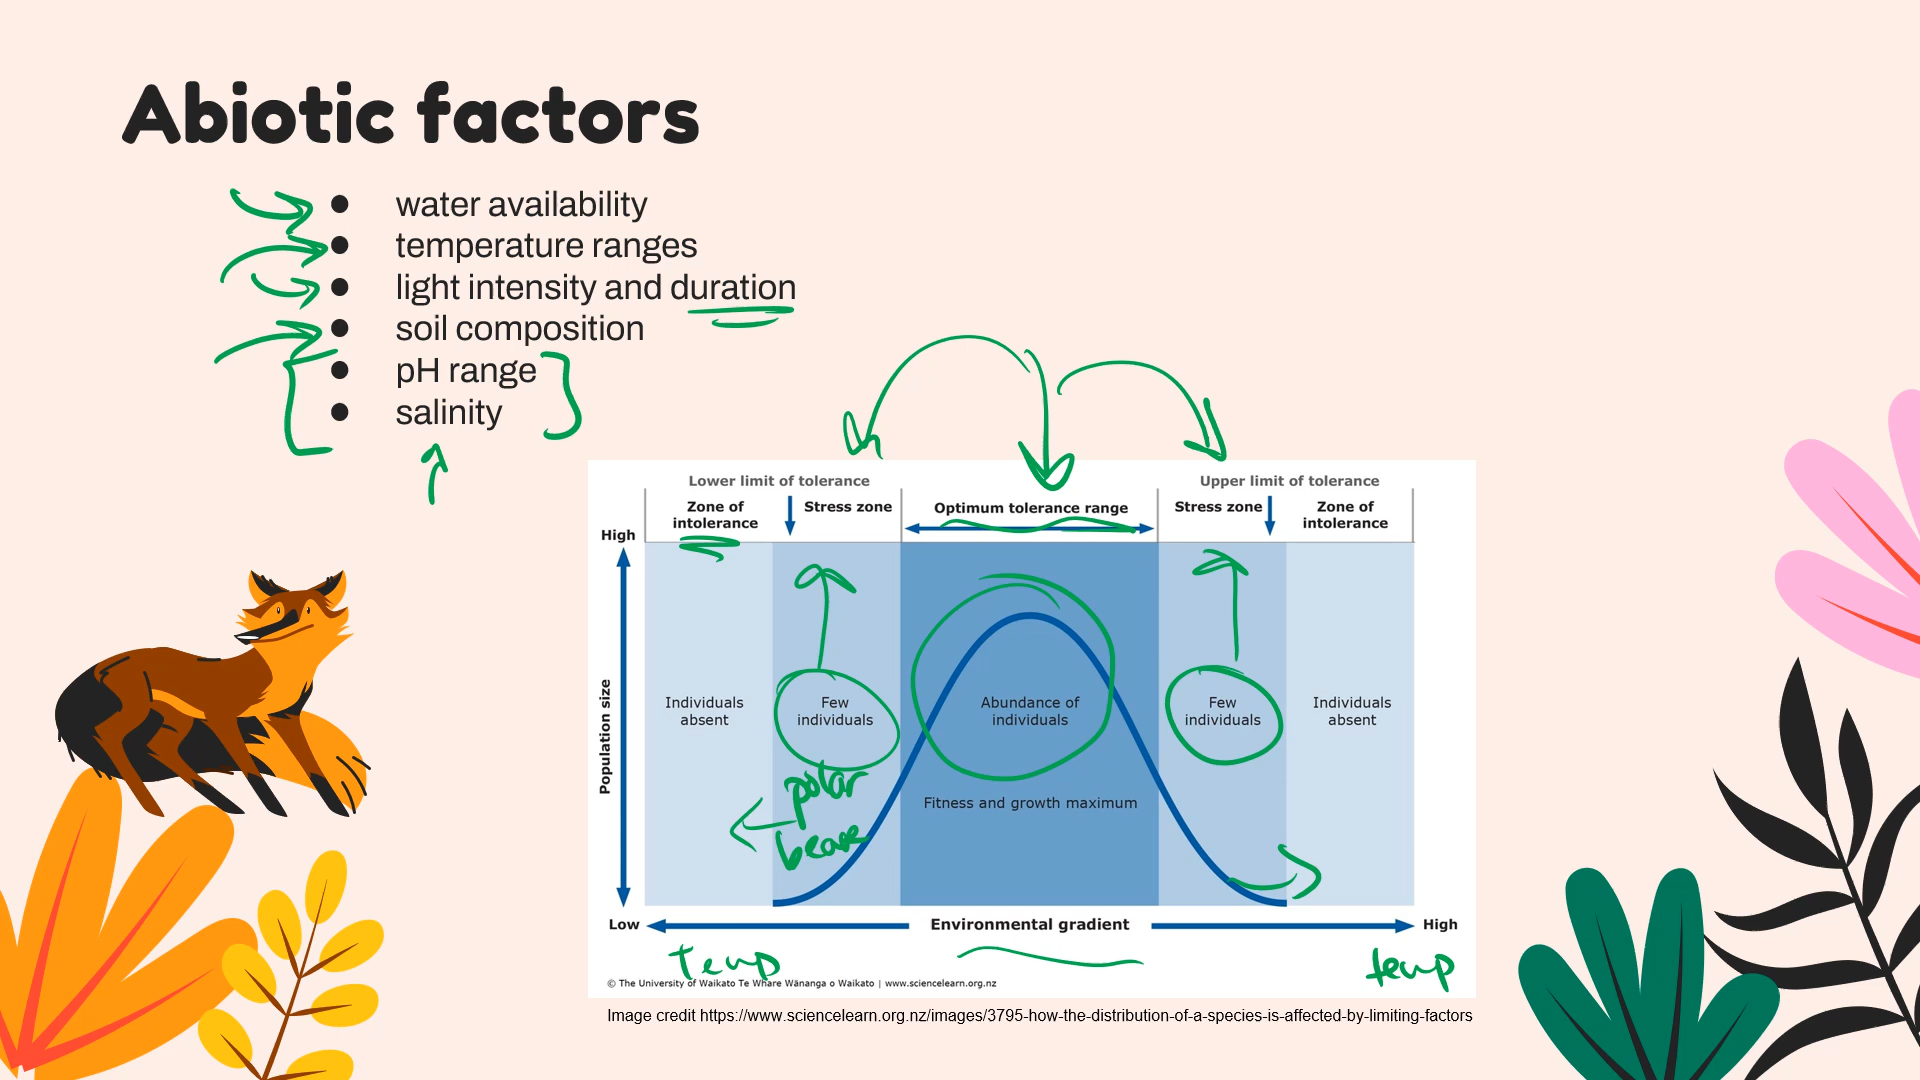 Abiotic factors
● water availability
● temperature ranges
● light intensity and duration
● soil composition
● pH range
● salinity
Lower limit of tolerance
Upper limit of tolerance
Zone of intolerance
Stress zone
Optimum tolerance range
Stress zone
Zone of intolerance
High
Population size
Individuals absent
Few individuals
Abundance of individuals
Few individuals
Individuals absent
polar
bear
Fitness and growth maximum
Low
Environmental gradient
High
Temp
temp
© The University of Waikato Te Whare Wānanga o Waikato | www.sciencelearn.org.nz
Image credit https://www.sciencelearn.org.nz/images/3795-how-the-distribution-of-a-species-is-affected-by-limiting-factors